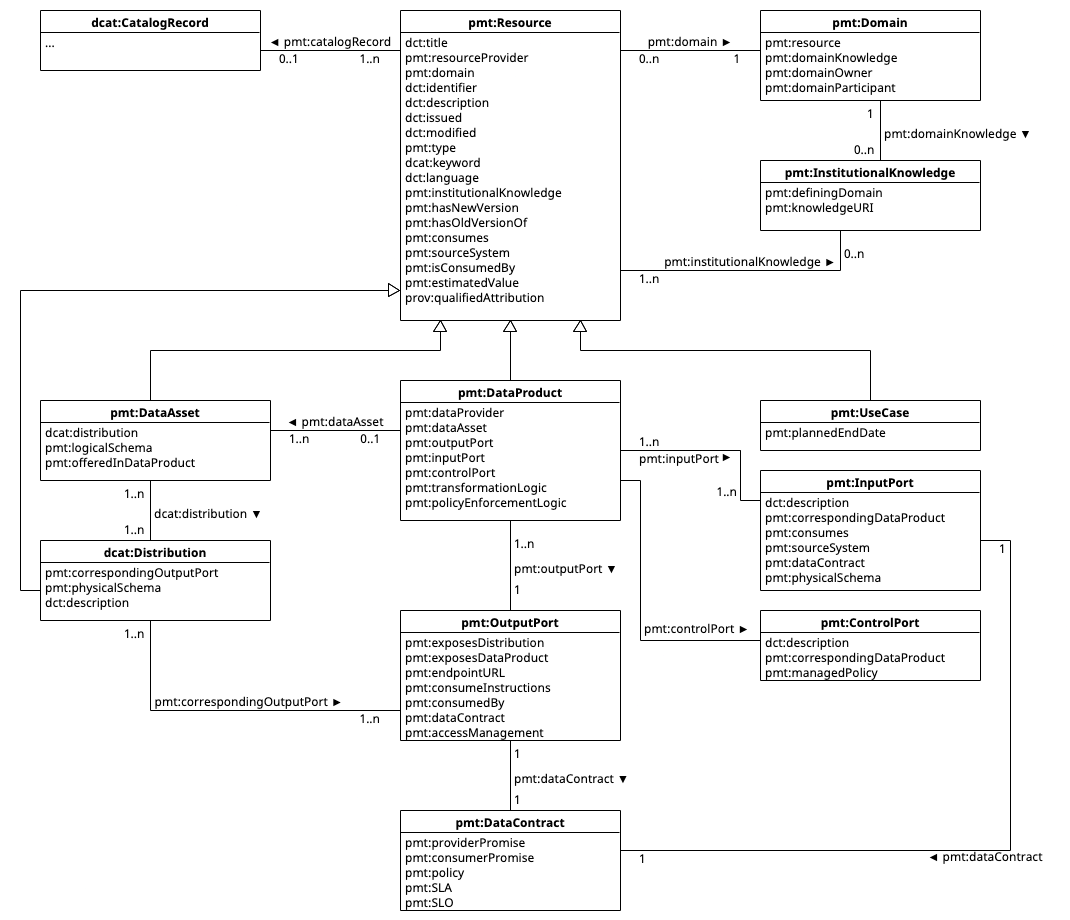 dcat:CatalogRecord
...
◄ pmt:catalogRecord
0..1
1..n
pmt:Resource
dct:title
pmt:resourceProvider
pmt:domain
dct:identifier
dct:description
dct:issued
dct:modified
pmt:type
dcat:keyword
dct:language
pmt:institutionalKnowledge
pmt:hasNewVersion
pmt:hasOldVersionOf
pmt:consumes
pmt:sourceSystem
pmt:isConsumedBy
pmt:estimatedValue
prov:qualifiedAttribution
pmt:domain ►
0..n
1
pmt:Domain
pmt:resource
pmt:domainKnowledge
pmt:domainOwner
pmt:domainParticipant
1
pmt:domainKnowledge ▼
0..n
pmt:InstitutionalKnowledge
pmt:definingDomain
pmt:knowledgeURI
0..n
pmt:institutionalKnowledge ►
1..n
pmt:DataAsset
dcat:distribution
pmt:logicalSchema
pmt:offeredInDataProduct
◄ pmt:dataAsset
1..n
0..1
pmt:DataProduct
pmt:dataProvider
pmt:dataAsset
pmt:outputPort
pmt:inputPort
pmt:controlPort
pmt:transformationLogic
pmt:policyEnforcementLogic
pmt:UseCase
pmt:plannedEndDate
1..n
pmt:inputPort ►
1..n
pmt:InputPort
dct:description
pmt:correspondingDataProduct
pmt:consumes
pmt:sourceSystem
pmt:dataContract
pmt:physicalSchema
1
1..n
dcat:distribution ▼
1..n
dcat:Distribution
pmt:correspondingOutputPort
pmt:physicalSchema
dct:description
1..n
pmt:outputPort ▼
1
pmt:OutputPort
pmt:exposesDistribution
pmt:exposesDataProduct
pmt:endpointURL
pmt:consumeInstructions
pmt:consumedBy
pmt:dataContract
pmt:accessManagement
pmt:controlPort ►
pmt:ControlPort
dct:description
pmt:correspondingDataProduct
pmt:managedPolicy
1..n
pmt:correspondingOutputPort ►
1..n
1
pmt:dataContract ▼
1
pmt:DataContract
pmt:providerPromise
pmt:consumerPromise
pmt:policy
pmt:SLA
pmt:SLO
1
◄ pmt:dataContract